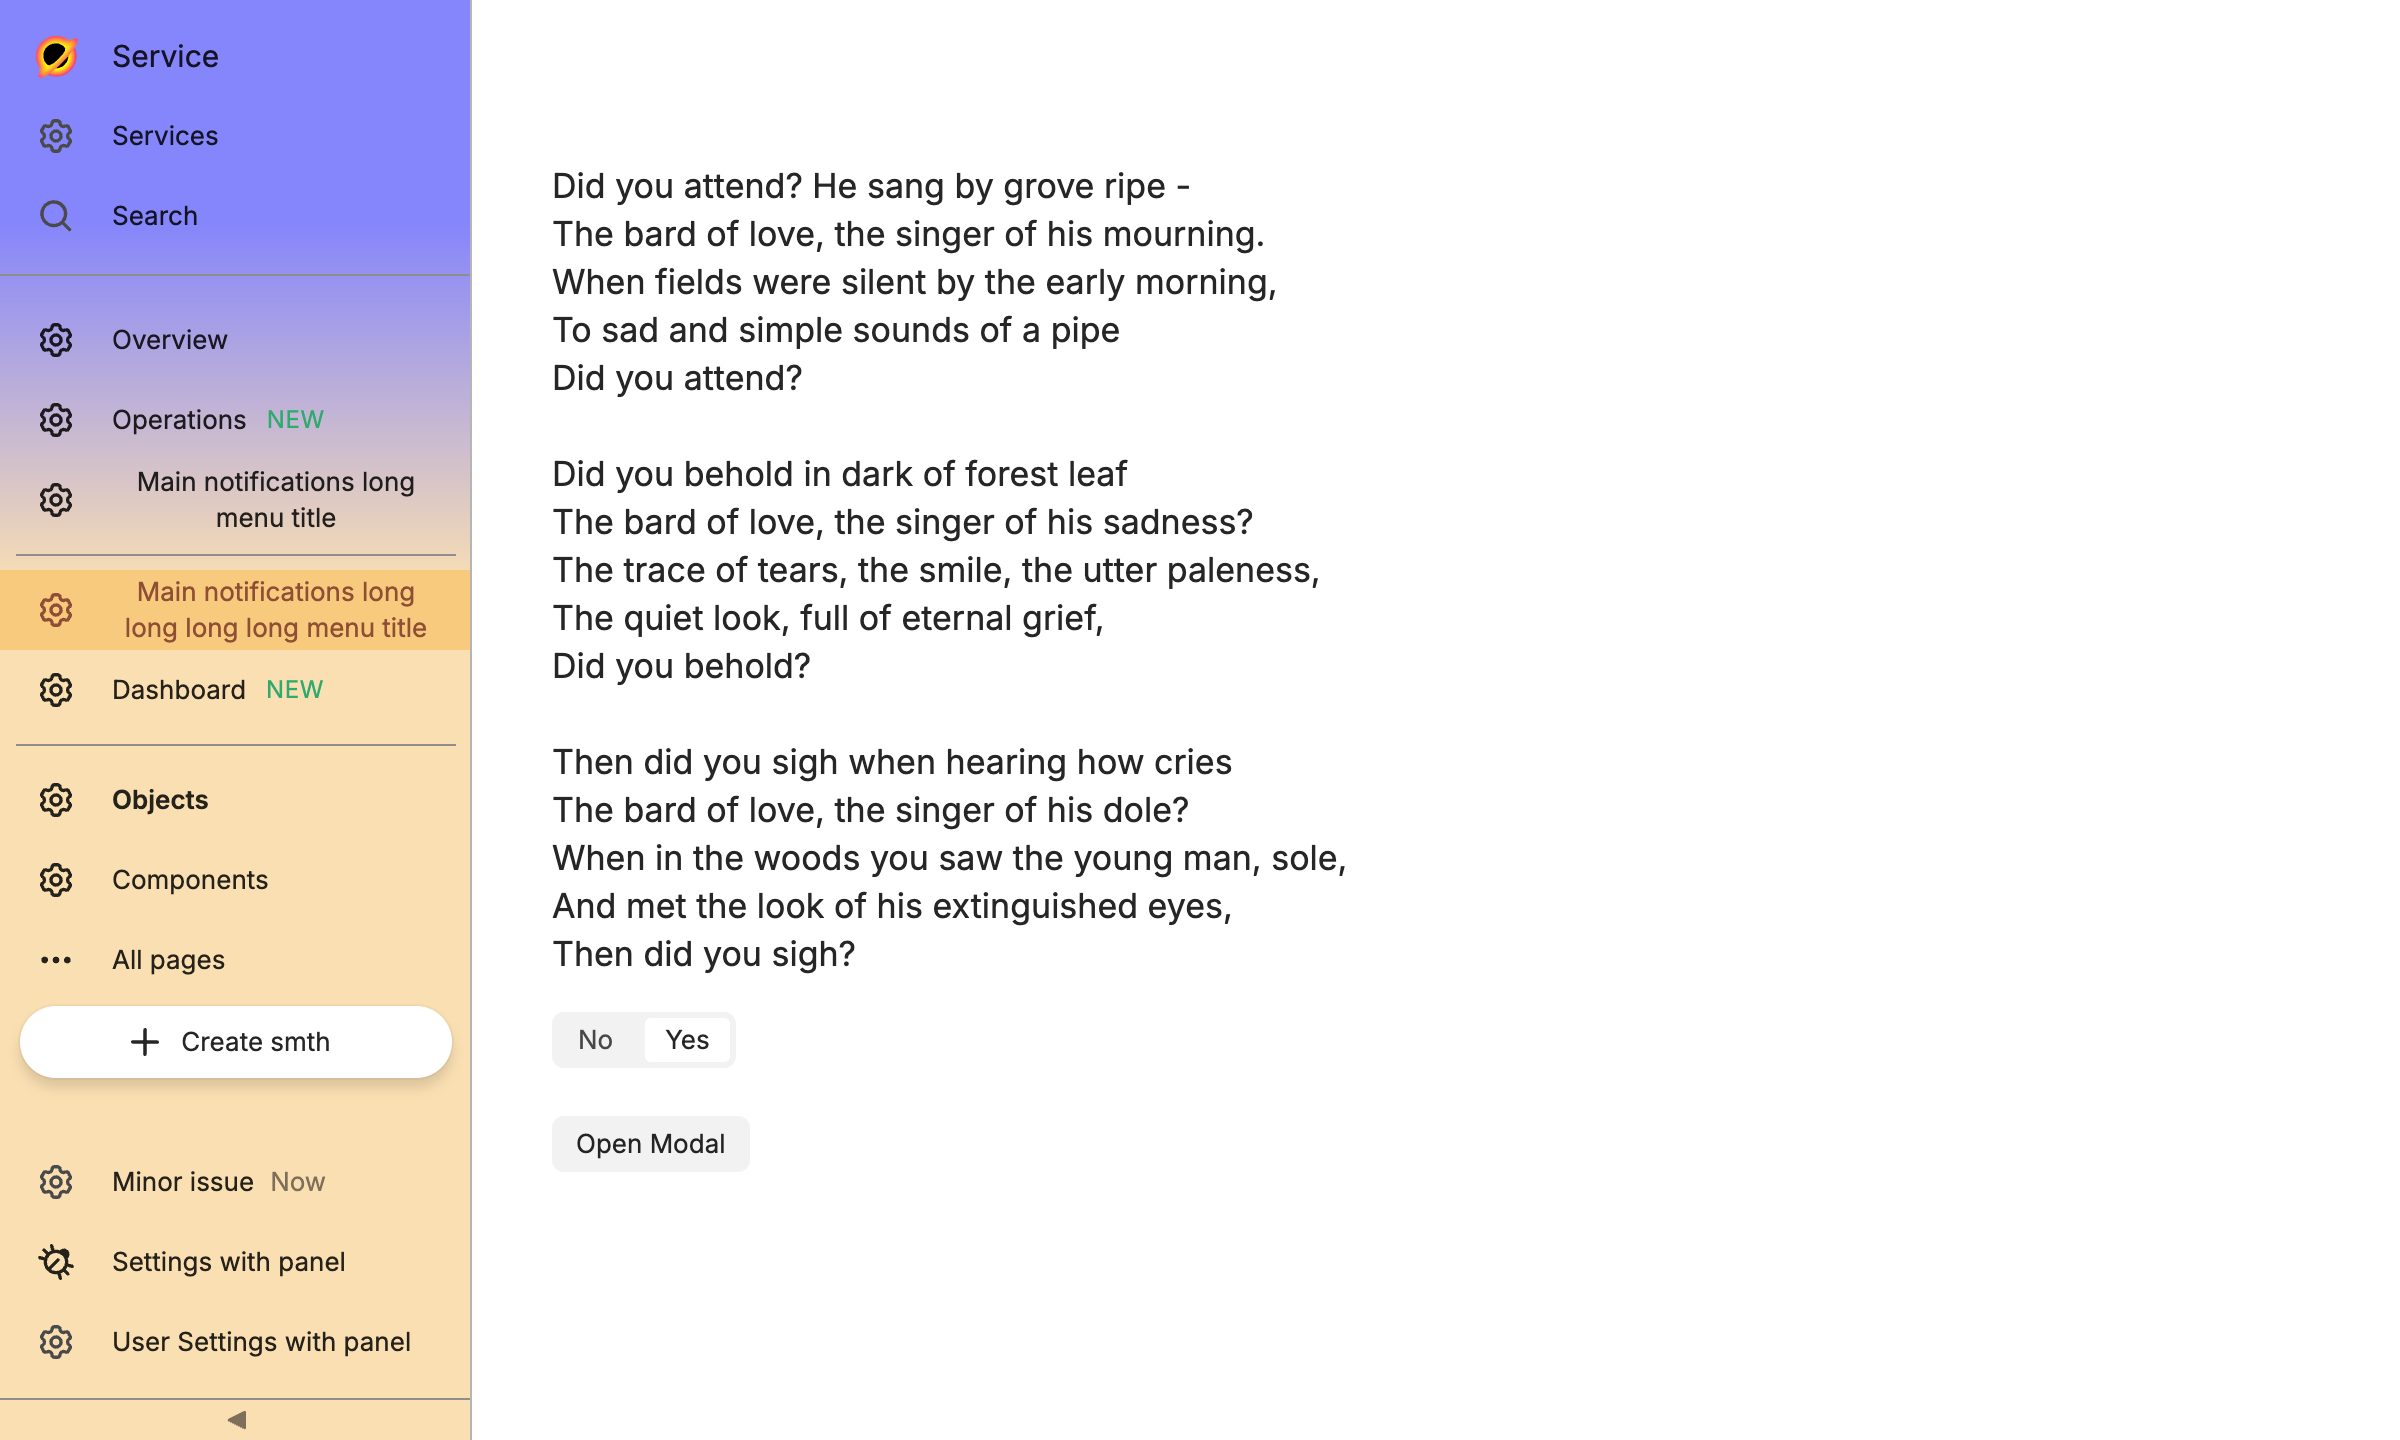 Service
Services
Search
Overview
Operations NEW
Main notifications long
menu title
Main notifications long
long long long menu title
Dashboard NEW
Objects
Components
All pages
Create smth
Minor issue Now
Settings with panel
User Settings with panel
Did you attend? He sang by grove ripe -
The bard of love, the singer of his mourning.
When fields were silent by the early morning,
To sad and simple sounds of a pipe
Did you attend?
Did you behold in dark of forest leaf
The bard of love, the singer of his sadness?
The trace of tears, the smile, the utter paleness,
The quiet look, full of eternal grief,
Did you behold?
Then did you sigh when hearing how cries
The bard of love, the singer of his dole?
When in the woods you saw the young man, sole,
And met the look of his extinguished eyes,
Then did you sigh?
No Yes
Open Modal